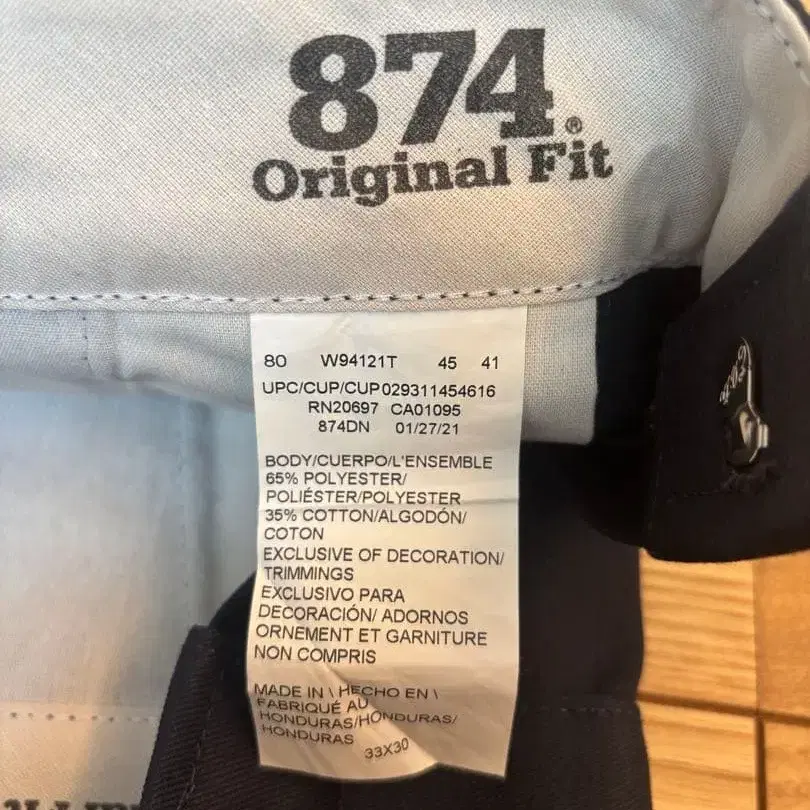 874®
Original Fit
80 W94121T 45 41
UPC/CUP/CUP029311454616
RN20697 CA01095
874DN 01/27/21
BODY/CUERPO/L'ENSEMBLE
65% POLYESTER/
POLIÉSTER/POLYESTER
35% COTTON/ALGODÓN/
COTON
EXCLUSIVE OF DECORATION/
TRIMMINGS
EXCLUSIVO PARA
DECORACIÓN/ ADORNOS
ORNEMENT ET GARNITURE
NON COMPRIS
MADE IN \ HECHO EN \
FABRIQUÉ AU
HONDURAS/HONDURAS/
HONDURAS
33X30